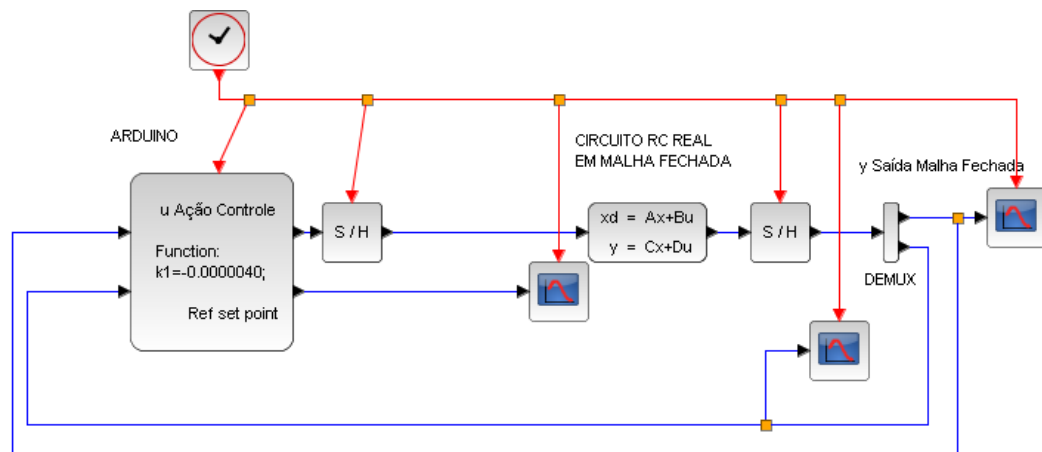 ARDUINO
CIRCUITO RC REAL
EM MALHA FECHADA
y Saída Malha Fechada
u Ação Controle
Function:
k1=-0.0000040;
Ref set point
S / H
xd = Ax+Bu
y = Cx+Du
S / H
DEMUX